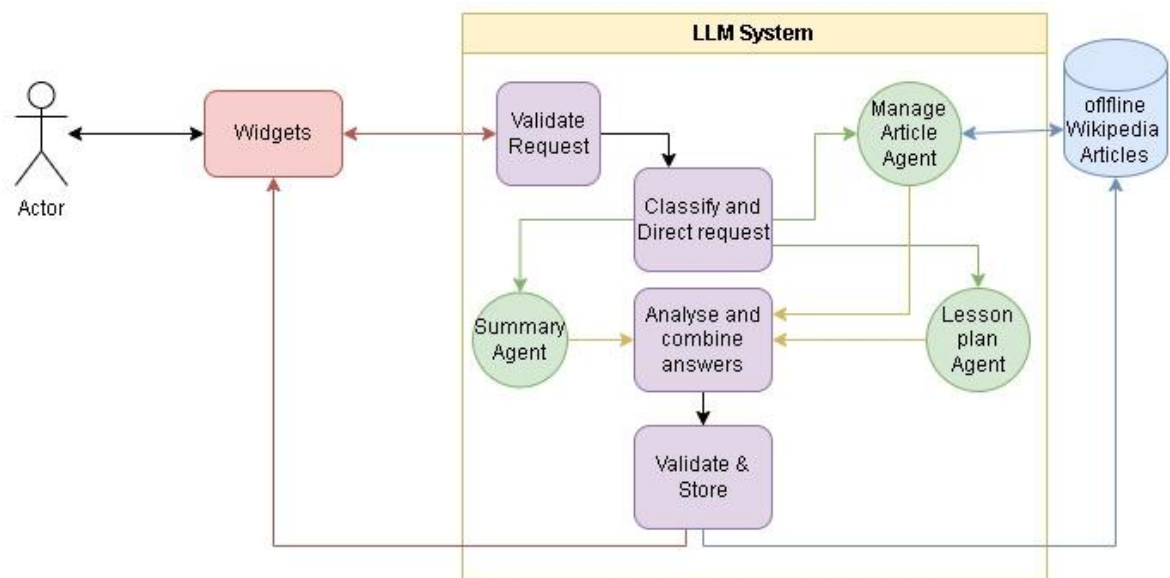 LLM System
Actor
Widgets
Validate
Request
Classify and
Direct request
Manage
Article
Agent
oflfline
Wikipedia
Articles
Summary
Agent
Analyse and
combine
answers
Lesson
plan
Agent
Validate &
Store